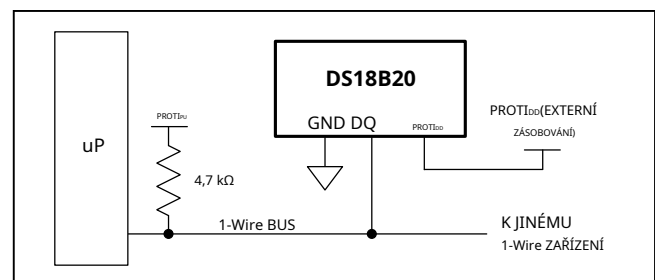 DS18B20
GND DQ
PROTIDD
PROTIDD(EXTERNÍ
ZÁSOBOVÁNÍ)
PROTIPU
uP
4,7 kΩ
1-Wire BUS
K JINÉMU
1-Wire ZAŘÍZENÍ